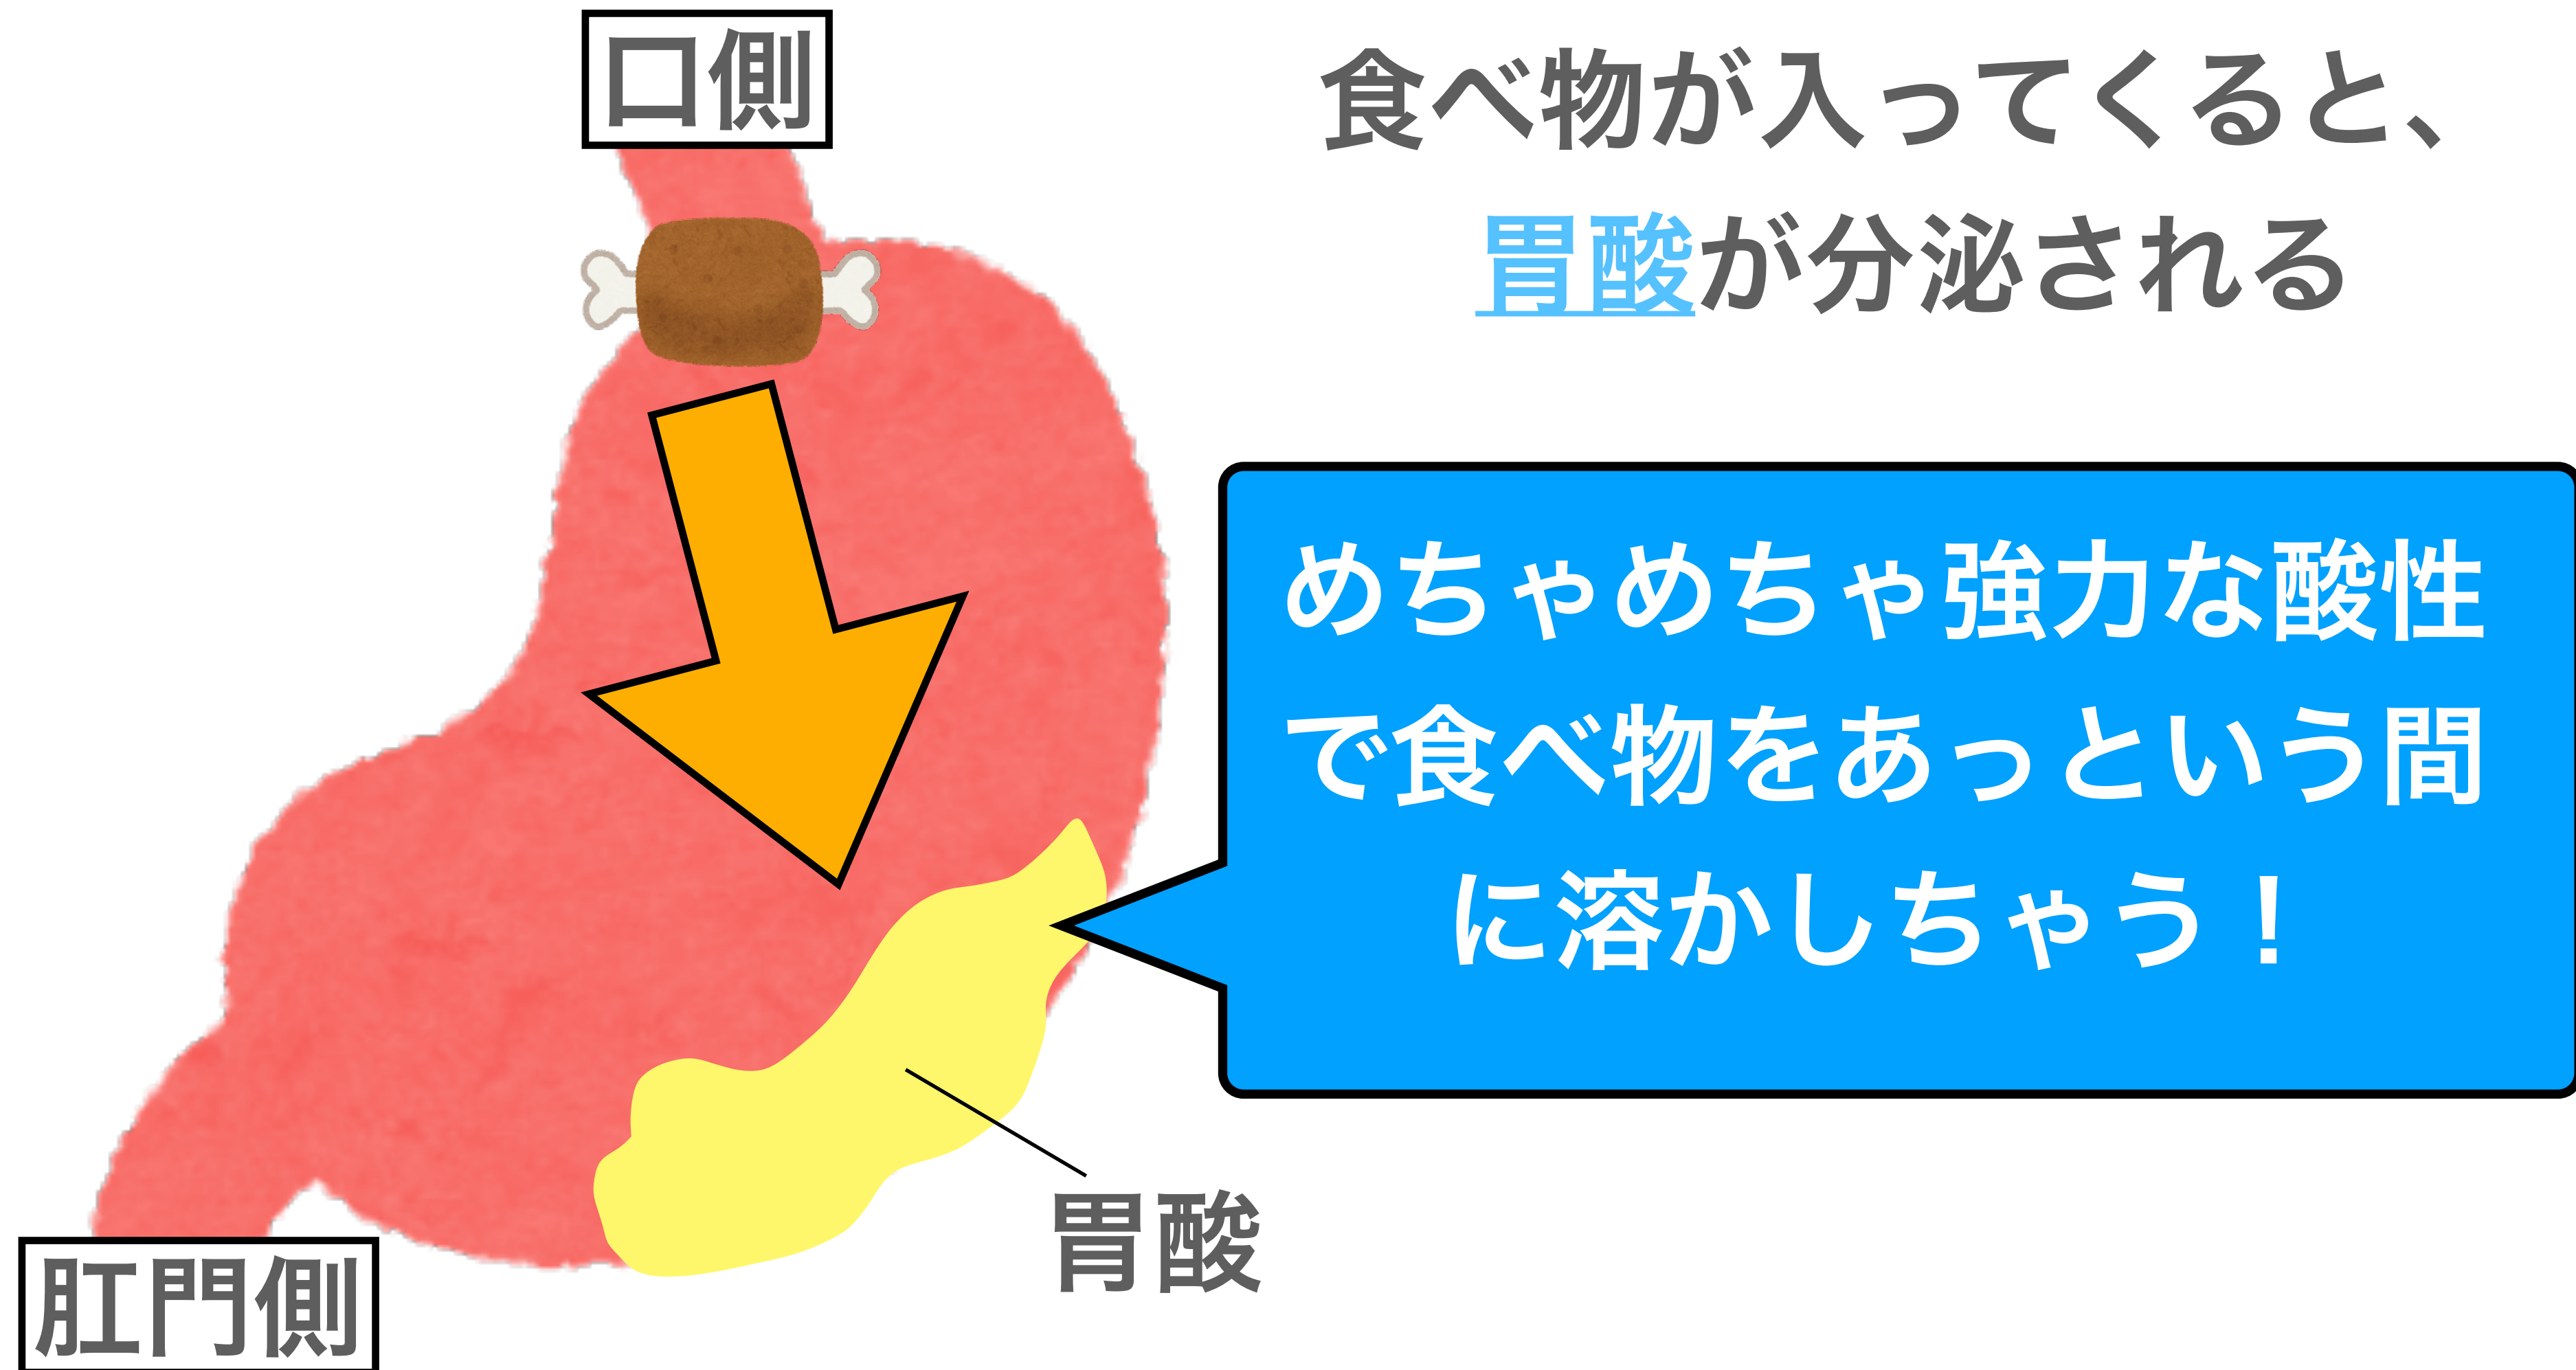 口側
食べ物が入ってくると、
胃酸が分泌される
めちゃめちゃ強力な酸性
で食べ物をあっという間
に溶かしちゃう！
胃酸
肛門側